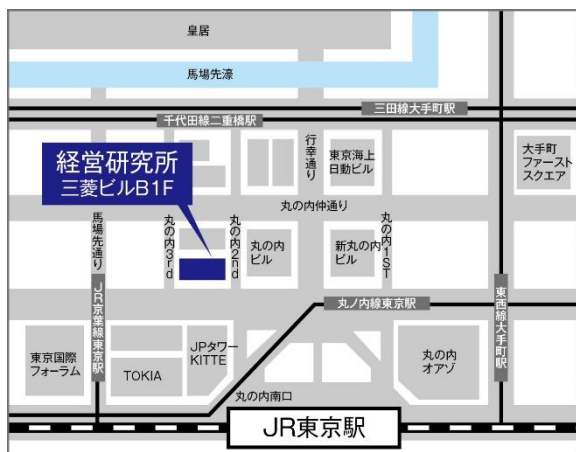 皇居
馬場先濠
三田線大手町駅
千代田線二重橋駅
経営研究所
三菱ビルB1F
行幸通り
東京海上
日動ビル
大手町
ファースト
スクエア
丸の内仲通り
馬場先通り
丸の内3rd
丸の内2nd
丸の内
ビル
新丸の内
ビル
丸の内1ST
JR京葉線東京駅
丸ノ内線東京駅
東西線大手町駅
東京国際
フォーラム
TOKIA
JPタワー
KITTE
丸の内
オアゾ
丸の内南口
JR東京駅